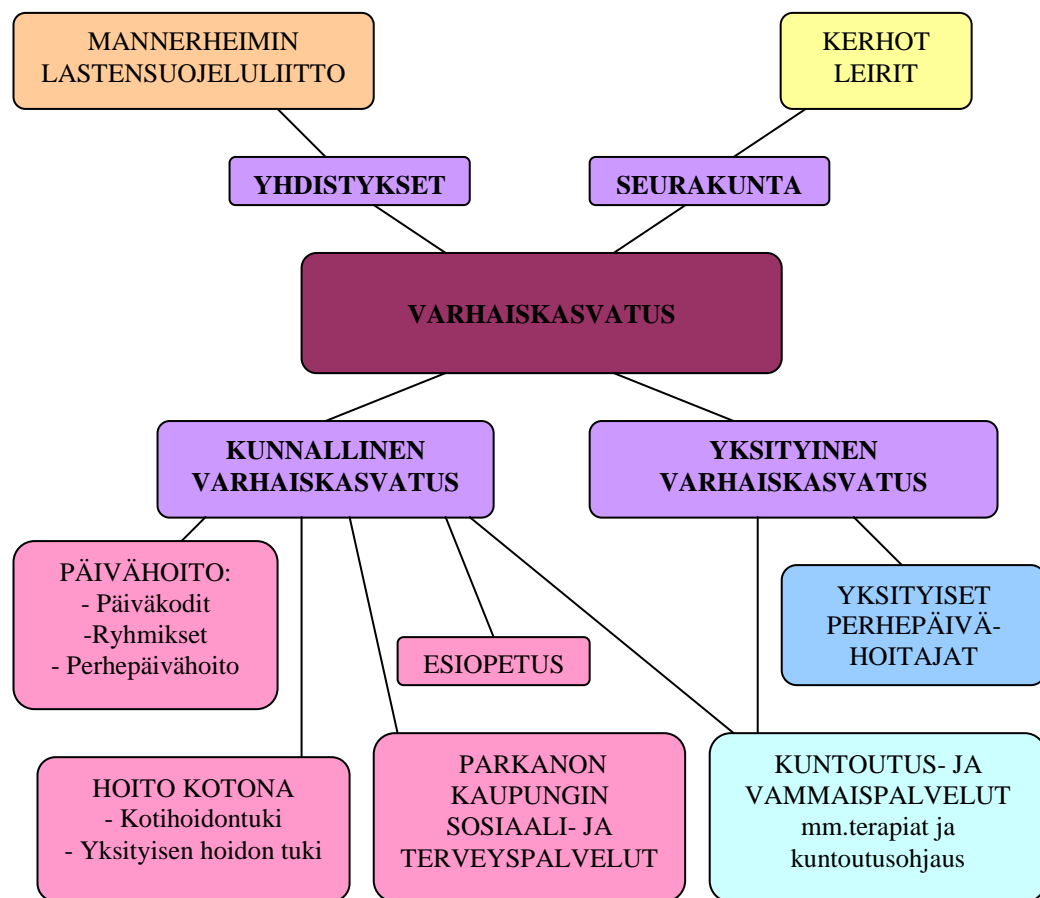 MANNERHEIMIN
LASTENSUOJELULIITTO
KERHOT
LEIRIT
YHDISTYKSET
SEURAKUNTA
VARHAISKASVATUS
KUNNALLINEN
VARHAISKASVATUS
YKSITYINEN
VARHAISKASVATUS
PÄIVÄHOITO:
- Päiväkodit
-Ryhmikset
- Perhepäivähoito
ESIOPETUS
YKSITYISET
PERHEPÄIVÄ-
HOITAJAT
HOITO KOTONA
- Kotihoidontuki
- Yksityisen hoidon tuki
PARKANON
KAUPUNGIN
SOSIAALI- JA
TERVEYSPALVELUT
KUNTOUTUS- JA
VAMMAISPALVELUT
mm.terapiat ja
kuntoutusohjaus